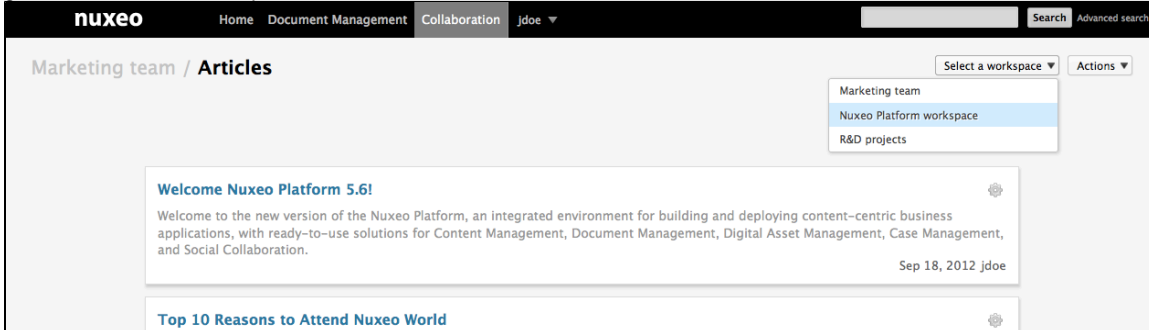 nuxeo Home Document Management Collaboration jdoe Search Advanced search
Marketing team / Articles Select a workspace Actions
Marketing team
Nuxeo Platform workspace
R&D projects
Welcome Nuxeo Platform 5.6!
Welcome to the new version of the Nuxeo Platform, an integrated environment for building and deploying content-centric business
applications, with ready-to-use solutions for Content Management, Document Management, Digital Asset Management, Case Management,
and Social Collaboration.
Sep 18, 2012 jdoe
Top 10 Reasons to Attend Nuxeo World